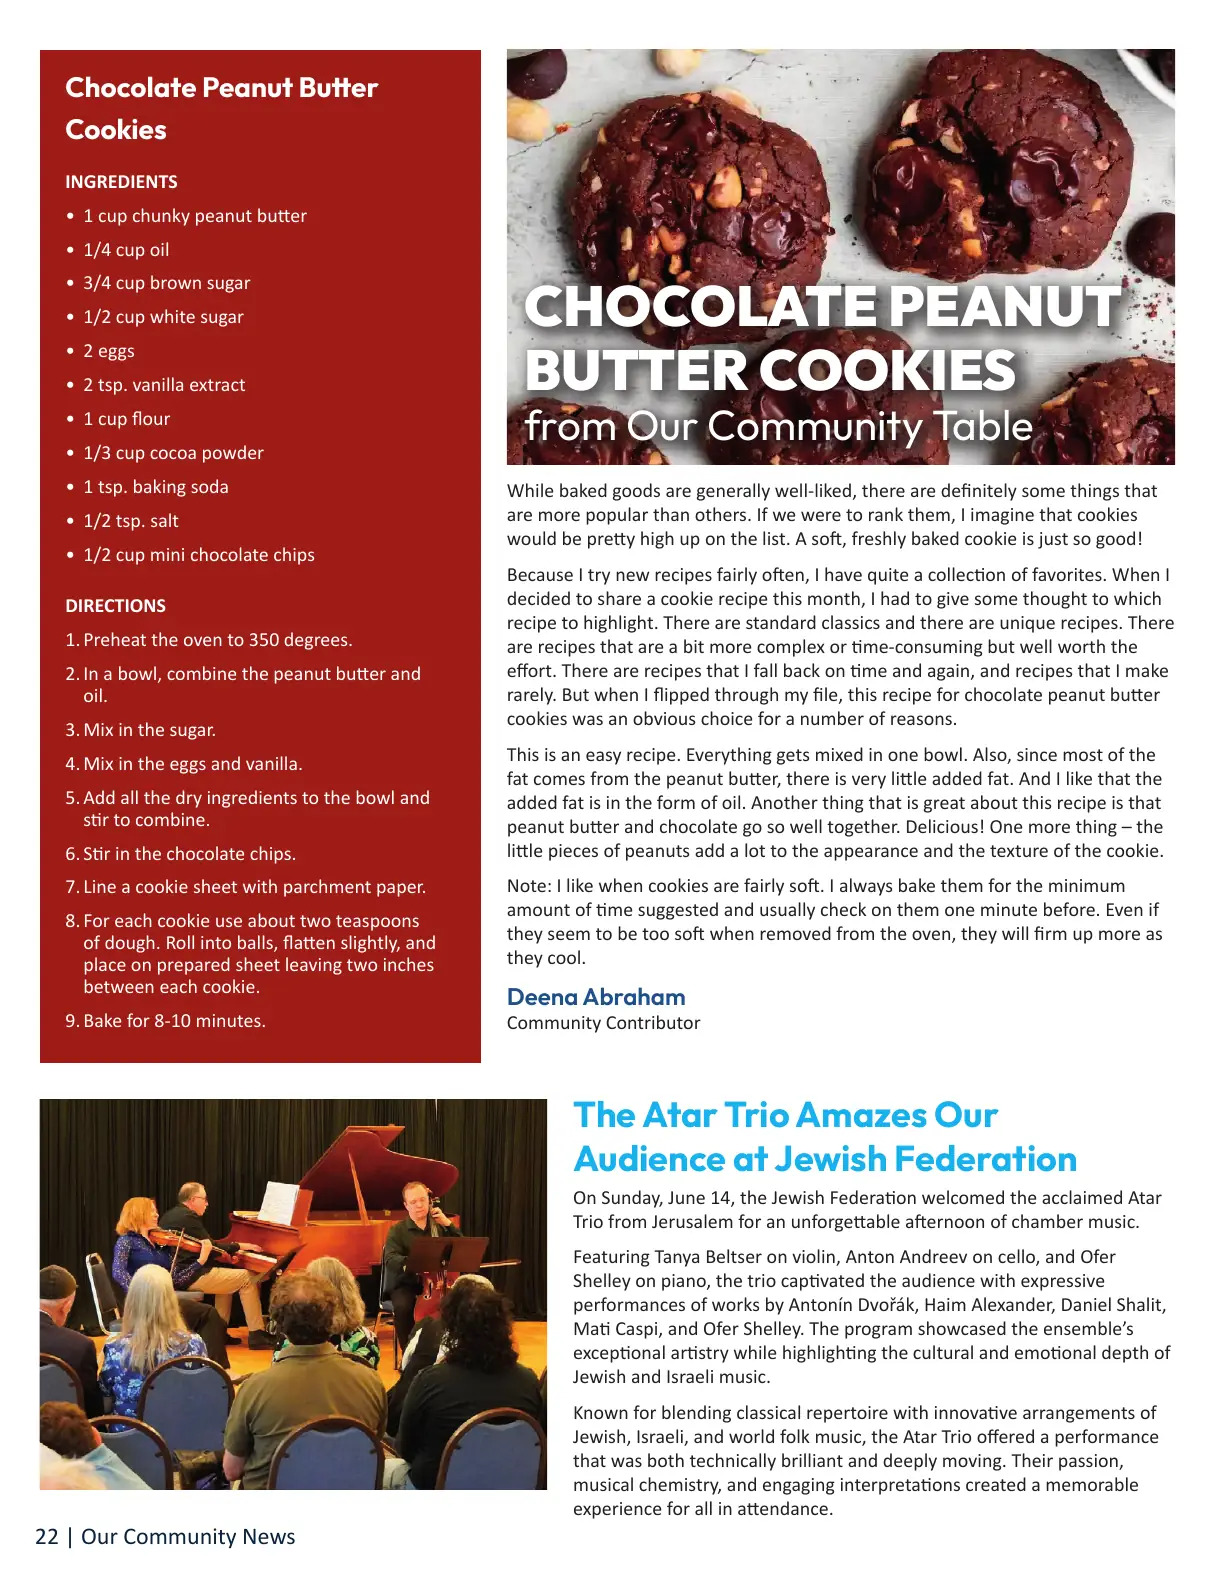 Chocolate Peanut Butter
Cookies
INGREDIENTS
• 1 cup chunky peanut butter
• 1/4 cup oil
• 3/4 cup brown sugar
• 1/2 cup white sugar
• 2 eggs
• 2 tsp. vanilla extract
• 1 cup flour
• 1/3 cup cocoa powder
• 1 tsp. baking soda
• 1/2 tsp. salt
• 1/2 cup mini chocolate chips
DIRECTIONS
1. Preheat the oven to 350 degrees.
2. In a bowl, combine the peanut butter and
oil.
3. Mix in the sugar.
4. Mix in the eggs and vanilla.
5. Add all the dry ingredients to the bowl and
stir to combine.
6. Stir in the chocolate chips.
7. Line a cookie sheet with parchment paper.
8. For each cookie use about two teaspoons
of dough. Roll into balls, flatten slightly, and
place on prepared sheet leaving two inches
between each cookie.
9. Bake for 8-10 minutes.
CHOCOLATE PEANUT
BUTTER COOKIES
from Our Community Table
While baked goods are generally well-liked, there are definitely some things that
are more popular than others. If we were to rank them, I imagine that cookies
would be pretty high up on the list. A soft, freshly baked cookie is just so good!
Because I try new recipes fairly often, I have quite a collection of favorites. When I
decided to share a cookie recipe this month, I had to give some thought to which
recipe to highlight. There are standard classics and there are unique recipes. There
are recipes that are a bit more complex or time-consuming but well worth the
effort. There are recipes that I fall back on time and again, and recipes that I make
rarely. But when I flipped through my file, this recipe for chocolate peanut butter
cookies was an obvious choice for a number of reasons.
This is an easy recipe. Everything gets mixed in one bowl. Also, since most of the
fat comes from the peanut butter, there is very little added fat. And I like that the
added fat is in the form of oil. Another thing that is great about this recipe is that
peanut butter and chocolate go so well together. Delicious! One more thing – the
little pieces of peanuts add a lot to the appearance and the texture of the cookie.
Note: I like when cookies are fairly soft. I always bake them for the minimum
amount of time suggested and usually check on them one minute before. Even if
they seem to be too soft when removed from the oven, they will firm up more as
they cool.
Deena Abraham
Community Contributor
The Atar Trio Amazes Our
Audience at Jewish Federation
On Sunday, June 14, the Jewish Federation welcomed the acclaimed Atar
Trio from Jerusalem for an unforgettable afternoon of chamber music.
Featuring Tanya Beltser on violin, Anton Andreev on cello, and Ofer
Shelley on piano, the trio captivated the audience with expressive
performances of works by Antonín Dvořák, Haim Alexander, Daniel Shalit,
Mati Caspi, and Ofer Shelley. The program showcased the ensemble’s
exceptional artistry while highlighting the cultural and emotional depth of
Jewish and Israeli music.
Known for blending classical repertoire with innovative arrangements of
Jewish, Israeli, and world folk music, the Atar Trio offered a performance
that was both technically brilliant and deeply moving. Their passion,
musical chemistry, and engaging interpretations created a memorable
experience for all in attendance.
22 | Our Community News